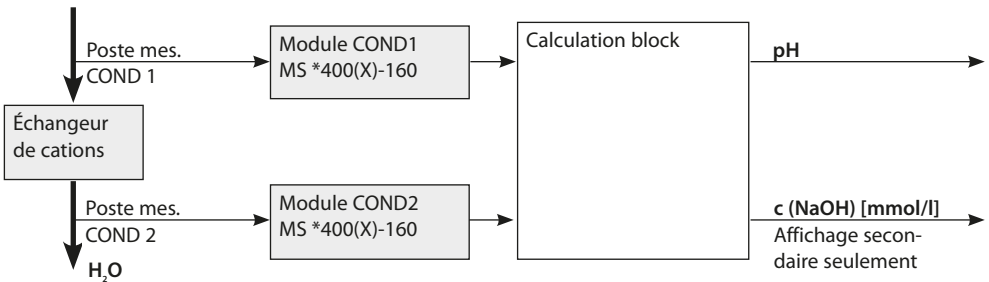 Poste mes.
COND 1
Module COND1
MS *400(X)-160
Calculation block
pH
Échangeur
de cations
Poste mes.
COND 2
Module COND2
MS *400(X)-160
c (NaOH) [mmol/l]
Affichage secon-
daire seulement
H₂O